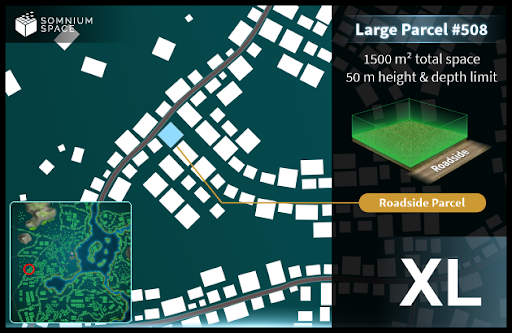 SOMNIUM
SPACE
Large Parcel #508
1500 m² total space
50 m height & depth limit
Roadside
Roadside Parcel
XL